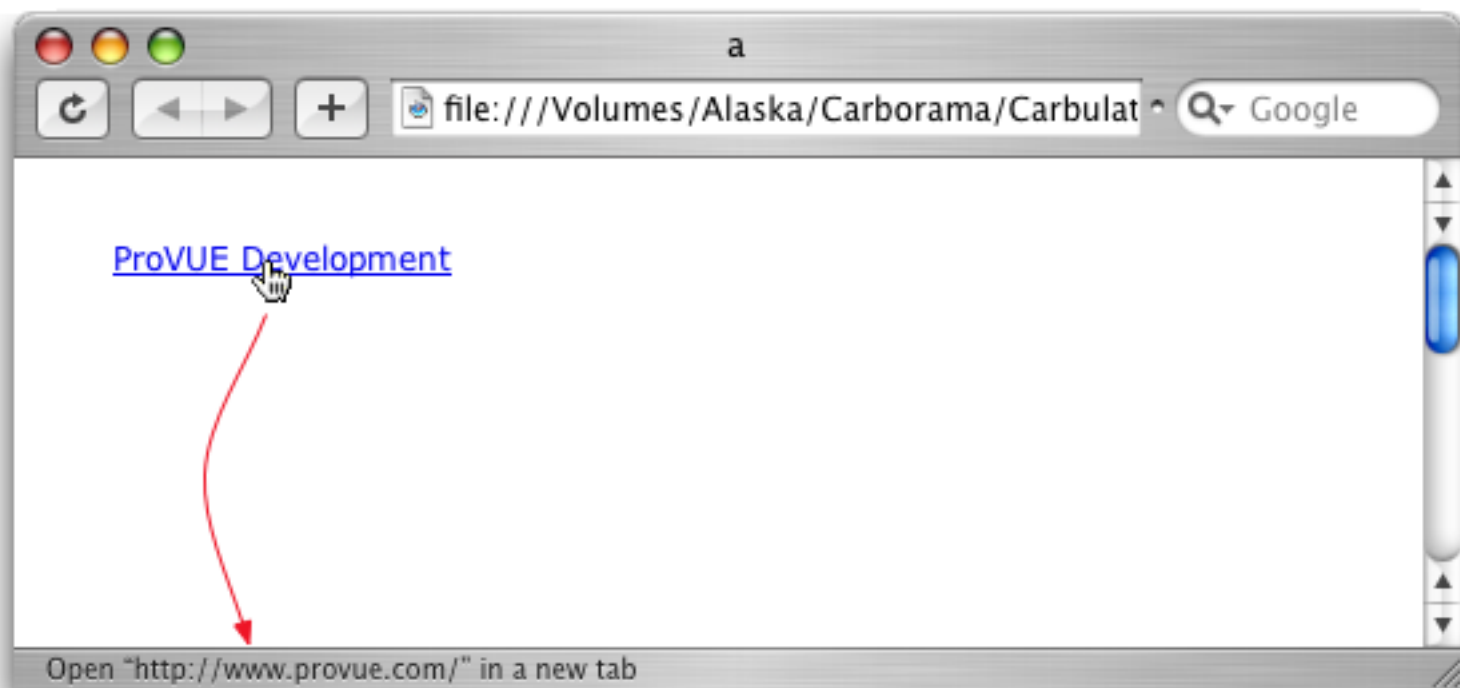 a
file:///Volumes/Alaska/Carborama/Carbulat
Google
ProVUE Development
Open “http://www.provue.com/” in a new tab